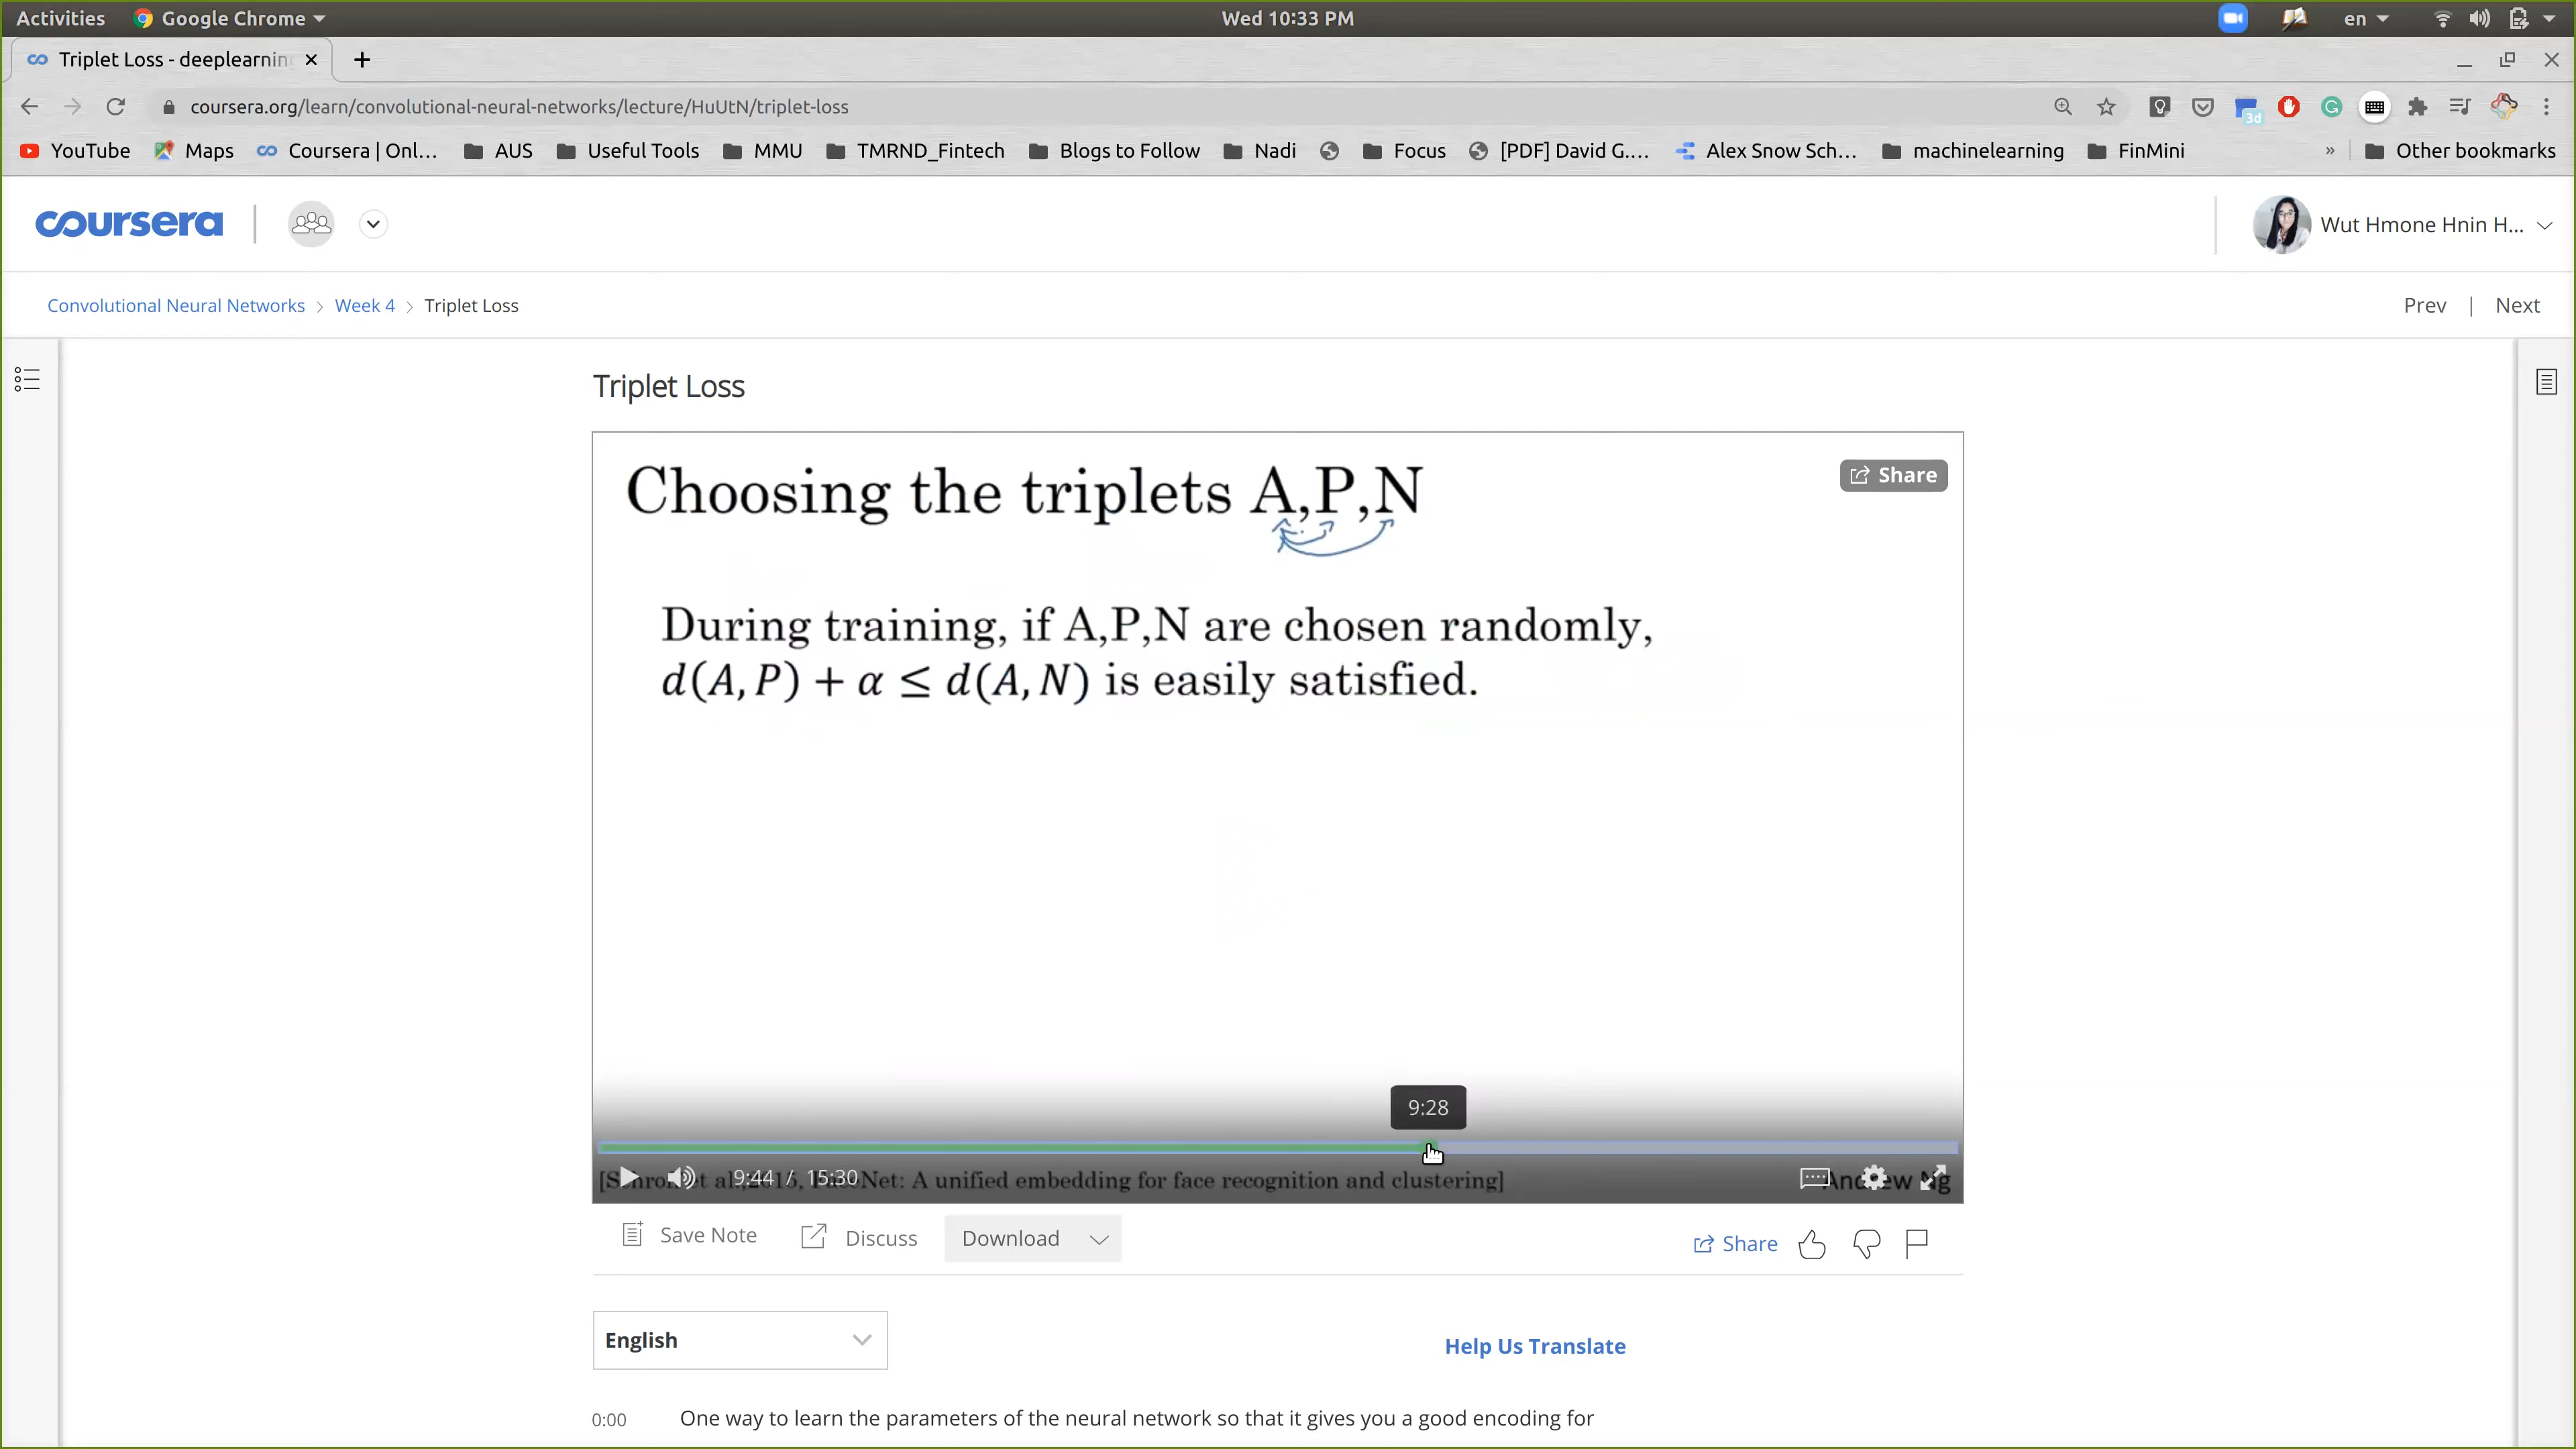 Activities Google Chrome Wed 10:33 PM en
Triplet Loss - deeplearnin
coursera.org/learn/convolutional-neural-networks/lecture/HuUtN/triplet-loss 3d
YouTube Maps Coursera | Onl... AUS Useful Tools MMU TMRND_Fintech Blogs to Follow Nadi Focus [PDF] David G.... Alex Snow Sch... machinelearning FinMini » Other bookmarks
coursera Wut Hmone Hnin H...
Convolutional Neural Networks > Week 4 > Triplet Loss Prev | Next
Triplet Loss
Choosing the triplets A,P,N Share
During training, if A,P,N are chosen randomly,
d(A, P) + α ≤ d(A, N) is easily satisfied.
9:28
9:44 / 15:30
Net: A unified embedding for face recognition and clustering] Andrew Ng
Save Note Discuss Download Share
English Help Us Translate
0:00 One way to learn the parameters of the neural network so that it gives you a good encoding for